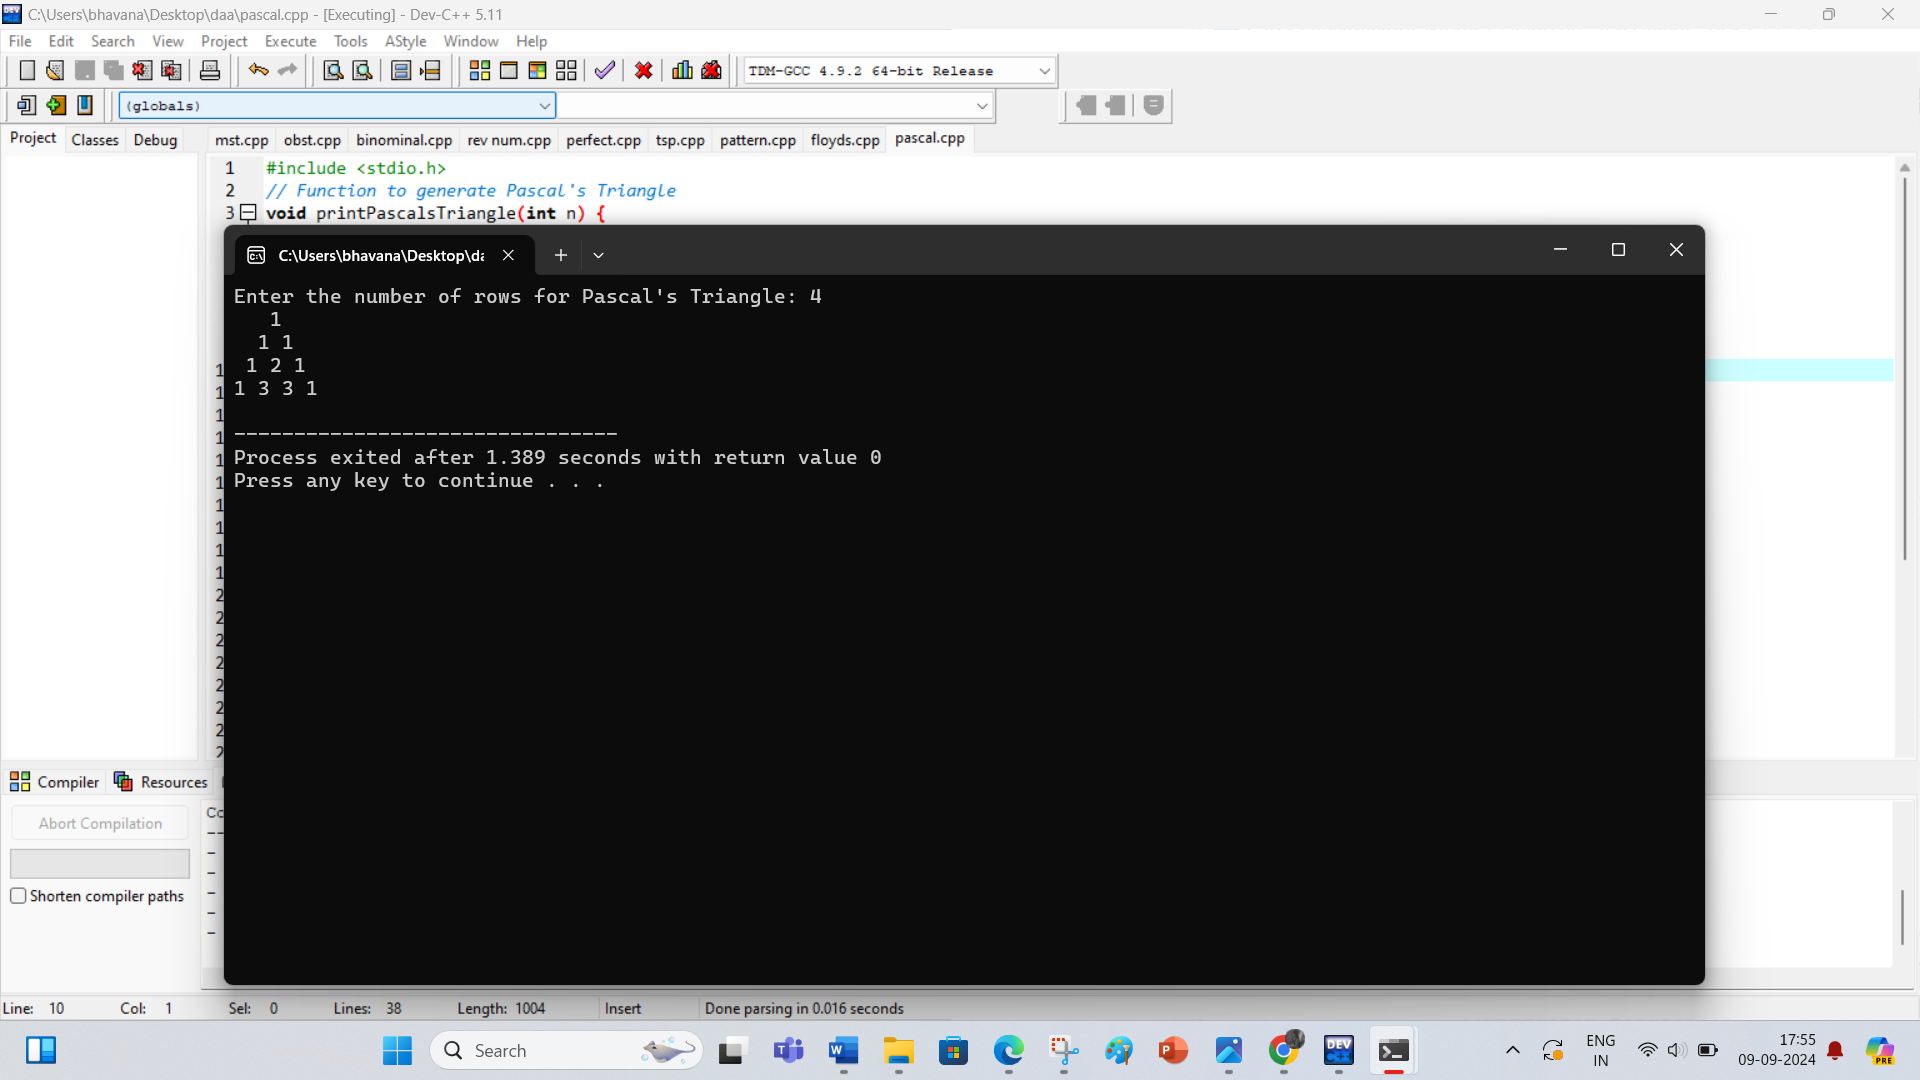 C:\Users\bhavana\Desktop\daa\pascal.cpp - [Executing] - Dev-C++ 5.11
File Edit Search View Project Execute Tools AStyle Window Help
TDM-GCC 4.9.2 64-bit Release
(globals)
Project Classes Debug
mst.cpp obst.cpp binominal.cpp rev num.cpp perfect.cpp tsp.cpp pattern.cpp floyds.cpp pascal.cpp
1 #include <stdio.h>
2 // Function to generate Pascal's Triangle
3 void printPascalsTriangle(int n) {
C:\Users\bhavana\Desktop\da
Enter the number of rows for Pascal's Triangle: 4
1
1 1
1 2 1
1 3 3 1
--------------------------------
Process exited after 1.389 seconds with return value 0
Press any key to continue . . .
Compiler Resources
Abort Compilation
Shorten compiler paths
Line: 10 Col: 1 Sel: 0 Lines: 38 Length: 1004 Insert Done parsing in 0.016 seconds
Search
ENG
IN
17:55
09-09-2024
PRE